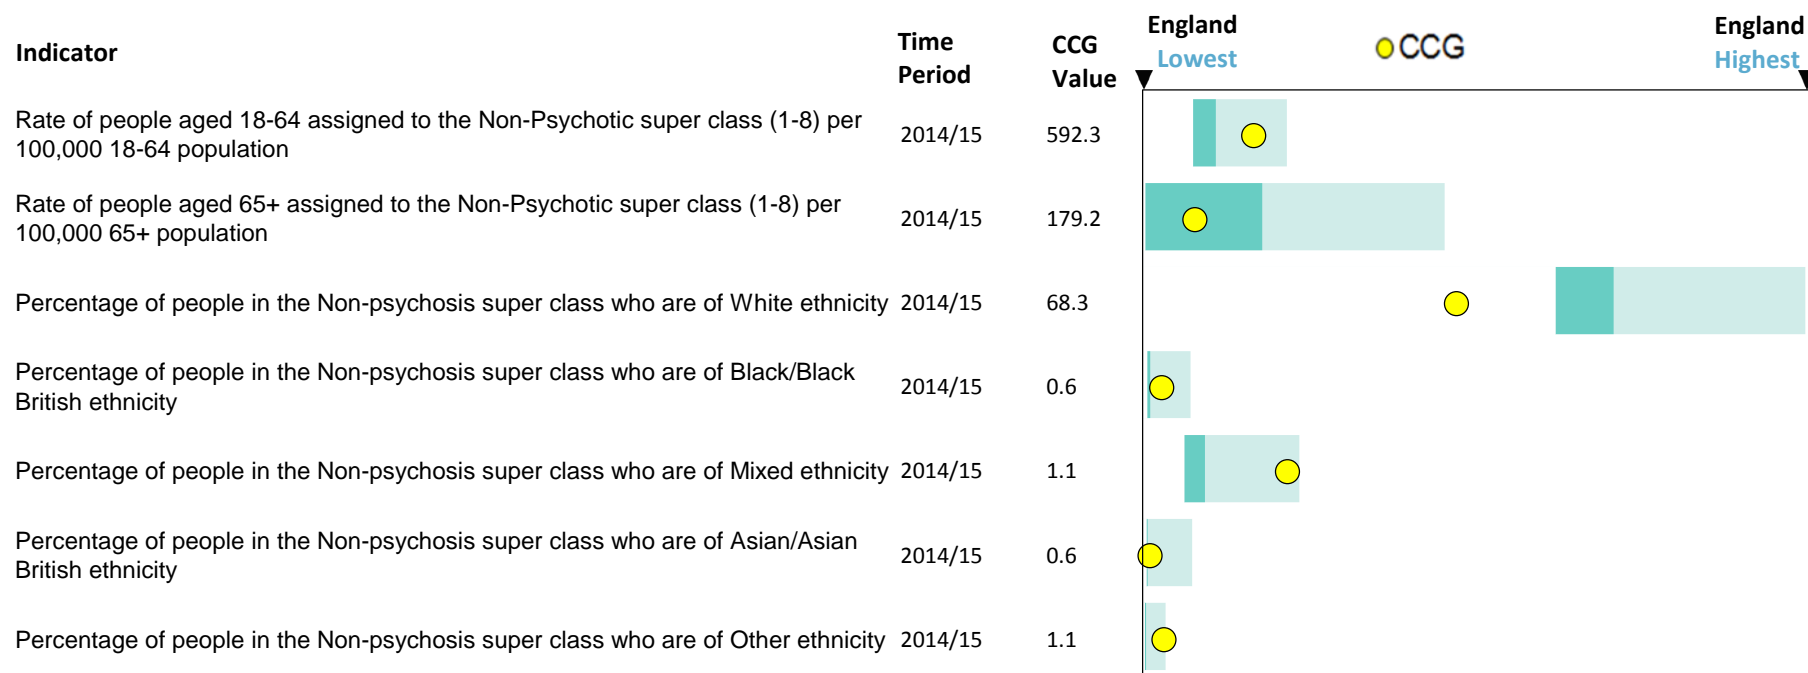 Indicator
Time
Period
CCG
Value
England
Lowest
CCG
England
Highest
Rate of people aged 18-64 assigned to the Non-Psychotic super class (1-8) per
100,000 18-64 population
2014/15
592.3
Rate of people aged 65+ assigned to the Non-Psychotic super class (1-8) per
100,000 65+ population
2014/15
179.2
Percentage of people in the Non-psychosis super class who are of White ethnicity
2014/15
68.3
Percentage of people in the Non-psychosis super class who are of Black/Black
British ethnicity
2014/15
0.6
Percentage of people in the Non-psychosis super class who are of Mixed ethnicity
2014/15
1.1
Percentage of people in the Non-psychosis super class who are of Asian/Asian
British ethnicity
2014/15
0.6
Percentage of people in the Non-psychosis super class who are of Other ethnicity
2014/15
1.1